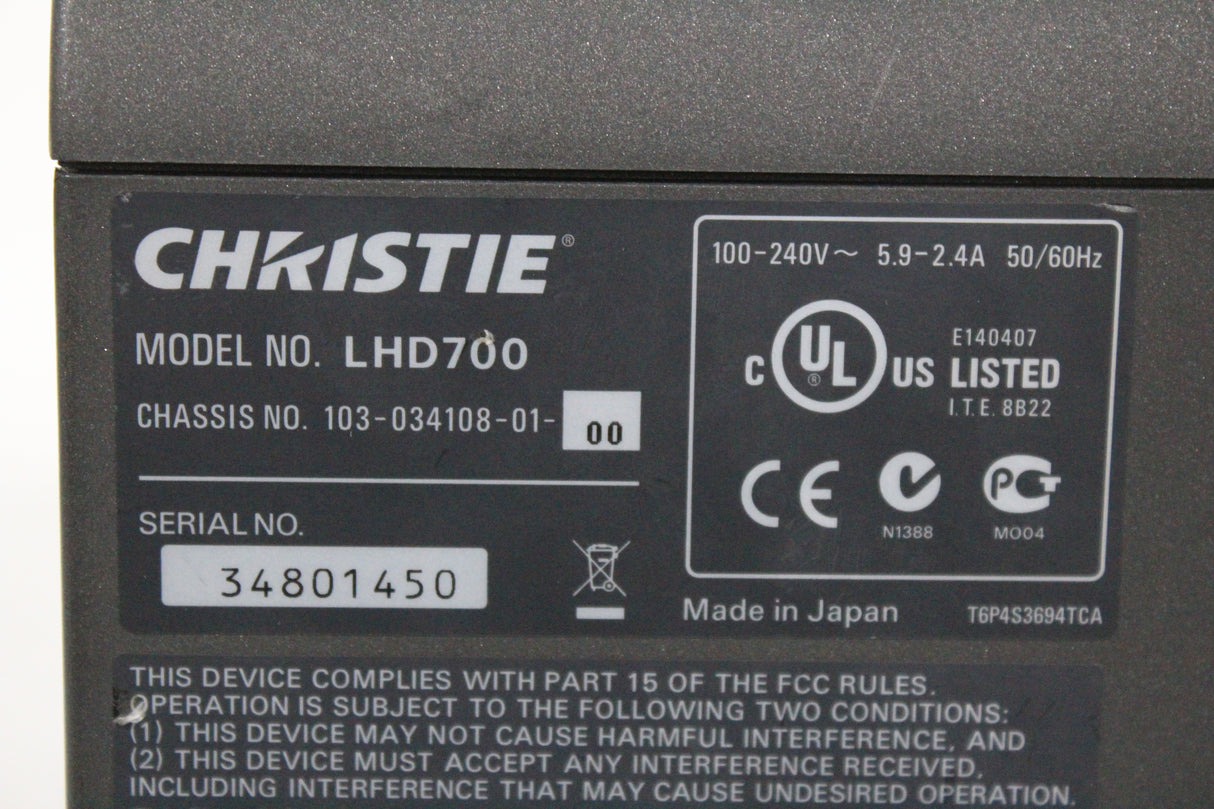 CHRISTIE®
MODEL NO. LHD700
CHASSIS NO. 103-034108-01-00
SERIAL NO.
34801450
100-240V~ 5.9-2.4A 50/60Hz
C UL® US LISTED
E140407
I.T.E. 8B22
CE
N1388
PCT
MO04
Made in Japan
T6P4S3694TCA
THIS DEVICE COMPLIES WITH PART 15 OF THE FCC RULES.
OPERATION IS SUBJECT TO THE FOLLOWING TWO CONDITIONS:
(1) THIS DEVICE MAY NOT CAUSE HARMFUL INTERFERENCE, AND
(2) THIS DEVICE MUST ACCEPT ANY INTERFERENCE RECEIVED,
INCLUDING INTERFERENCE THAT MAY CAUSE UNDESIRED OPERATION.